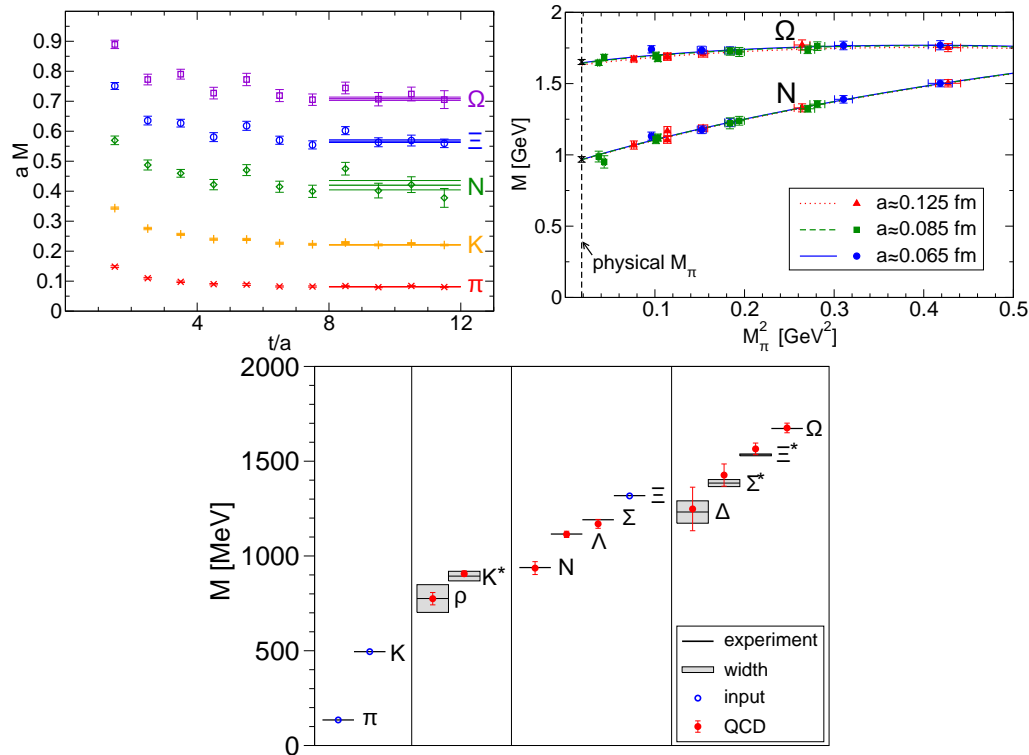 0.9
0.8
0.7
0.6
0.5
0.4
0.3
0.2
0.1
0
a M
4
8
12
t/a
Ω
Ξ
N
K
π
2
1.5
1
0.5
0
M [GeV]
0.1
0.2
0.3
0.4
0.5
M_π^2 [GeV^2]
Ω
N
physical M_π
a≈0.125 fm
a≈0.085 fm
a≈0.065 fm
2000
1500
1000
500
0
M [MeV]
π
K
ρ
K*
N
Λ
Σ
Ξ
Δ
Σ*
Ξ*
Ω
experiment
width
input
QCD